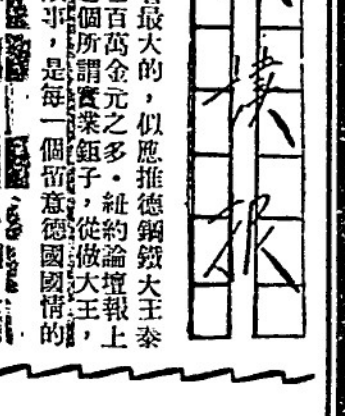 最大的，似應推德鋼鐵大王泰
百萬金元之多．紐約論壇報上
個所謂實業鉅子，從做大王，
，是每一個留意德國國情的